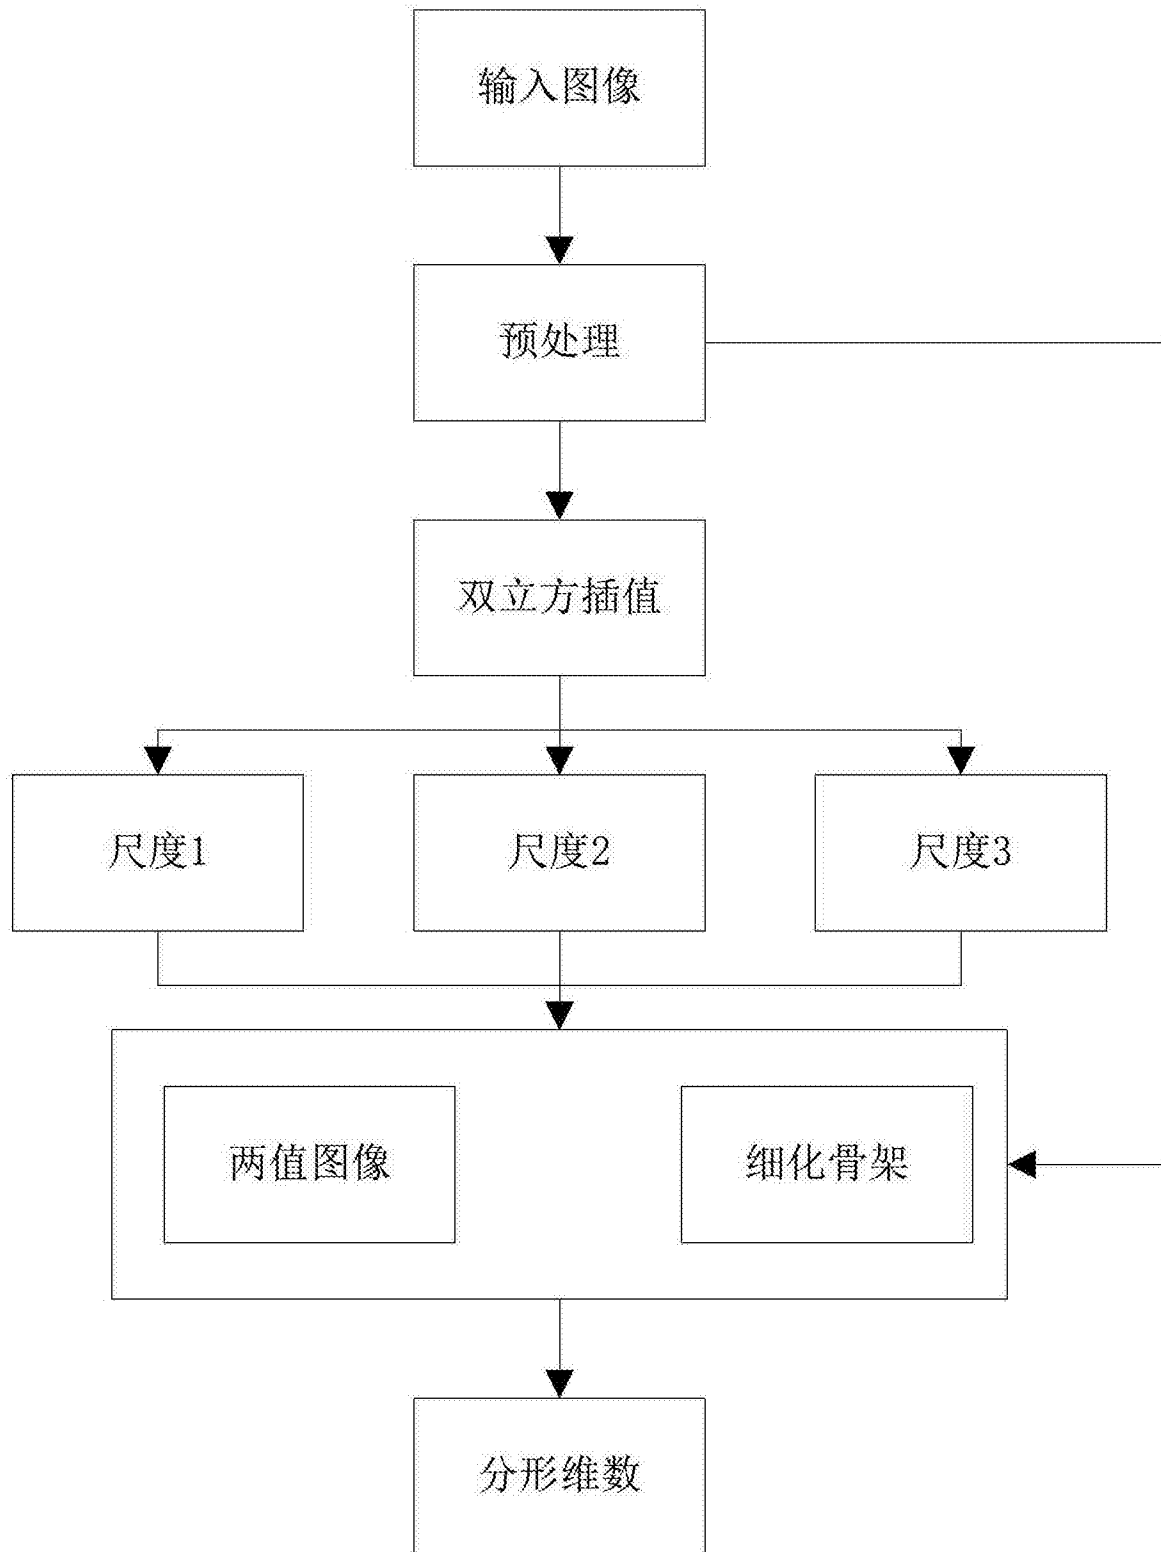 输入图像
预处理
双立方插值
尺度1
尺度2
尺度3
两值图像
细化骨架
分形维数